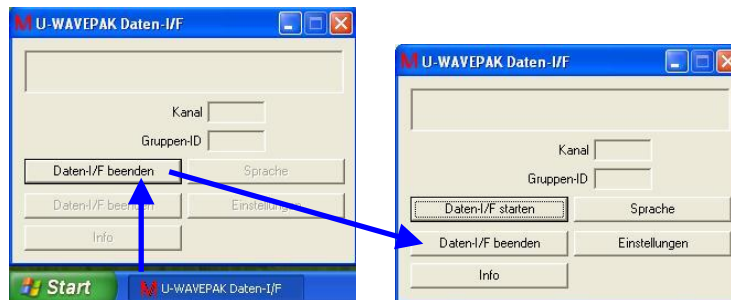 U-WAVEPAK Daten-I/F
Kanal
Gruppen-ID
Daten-I/F beenden Sprache
Daten-I/F beenden Einstellungen
Info
Start U-WAVEPAK Daten-I/F
U-WAVEPAK Daten-I/F
Kanal
Gruppen-ID
Daten-I/F starten Sprache
Daten-I/F beenden Einstellungen
Info